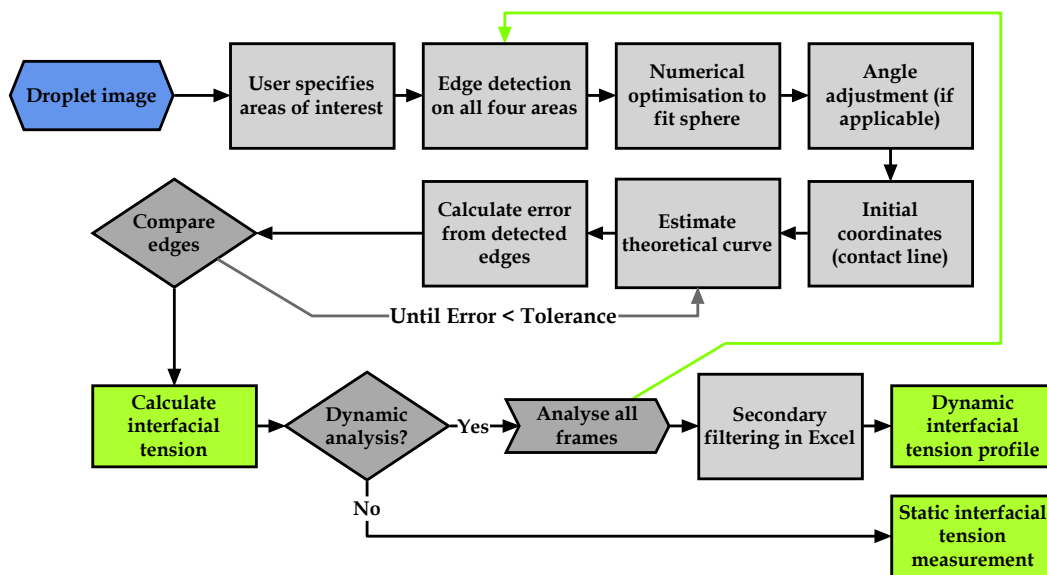 Droplet image
User specifies
areas of interest
Edge detection
on all four areas
Numerical
optimisation to
fit sphere
Angle
adjustment (if
applicable)
Compare
edges
Calculate error
from detected
edges
Estimate
theoretical curve
Initial
coordinates
(contact line)
Until Error < Tolerance
Calculate
interfacial
tension
Dynamic
analysis?
Yes
Analyse all
frames
Secondary
filtering in Excel
Dynamic
interfacial
tension profile
No
Static interfacial
tension
measurement